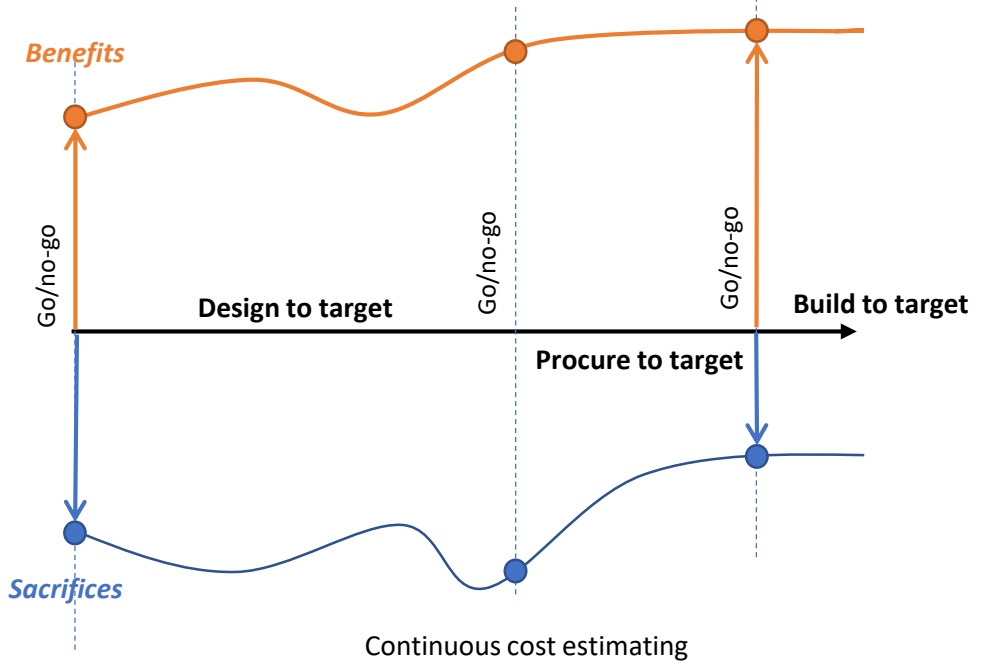 Benefits
Go/no-go
Go/no-go
Go/no-go
Design to target
Build to target
Procure to target
Sacrifices
Continuous cost estimating